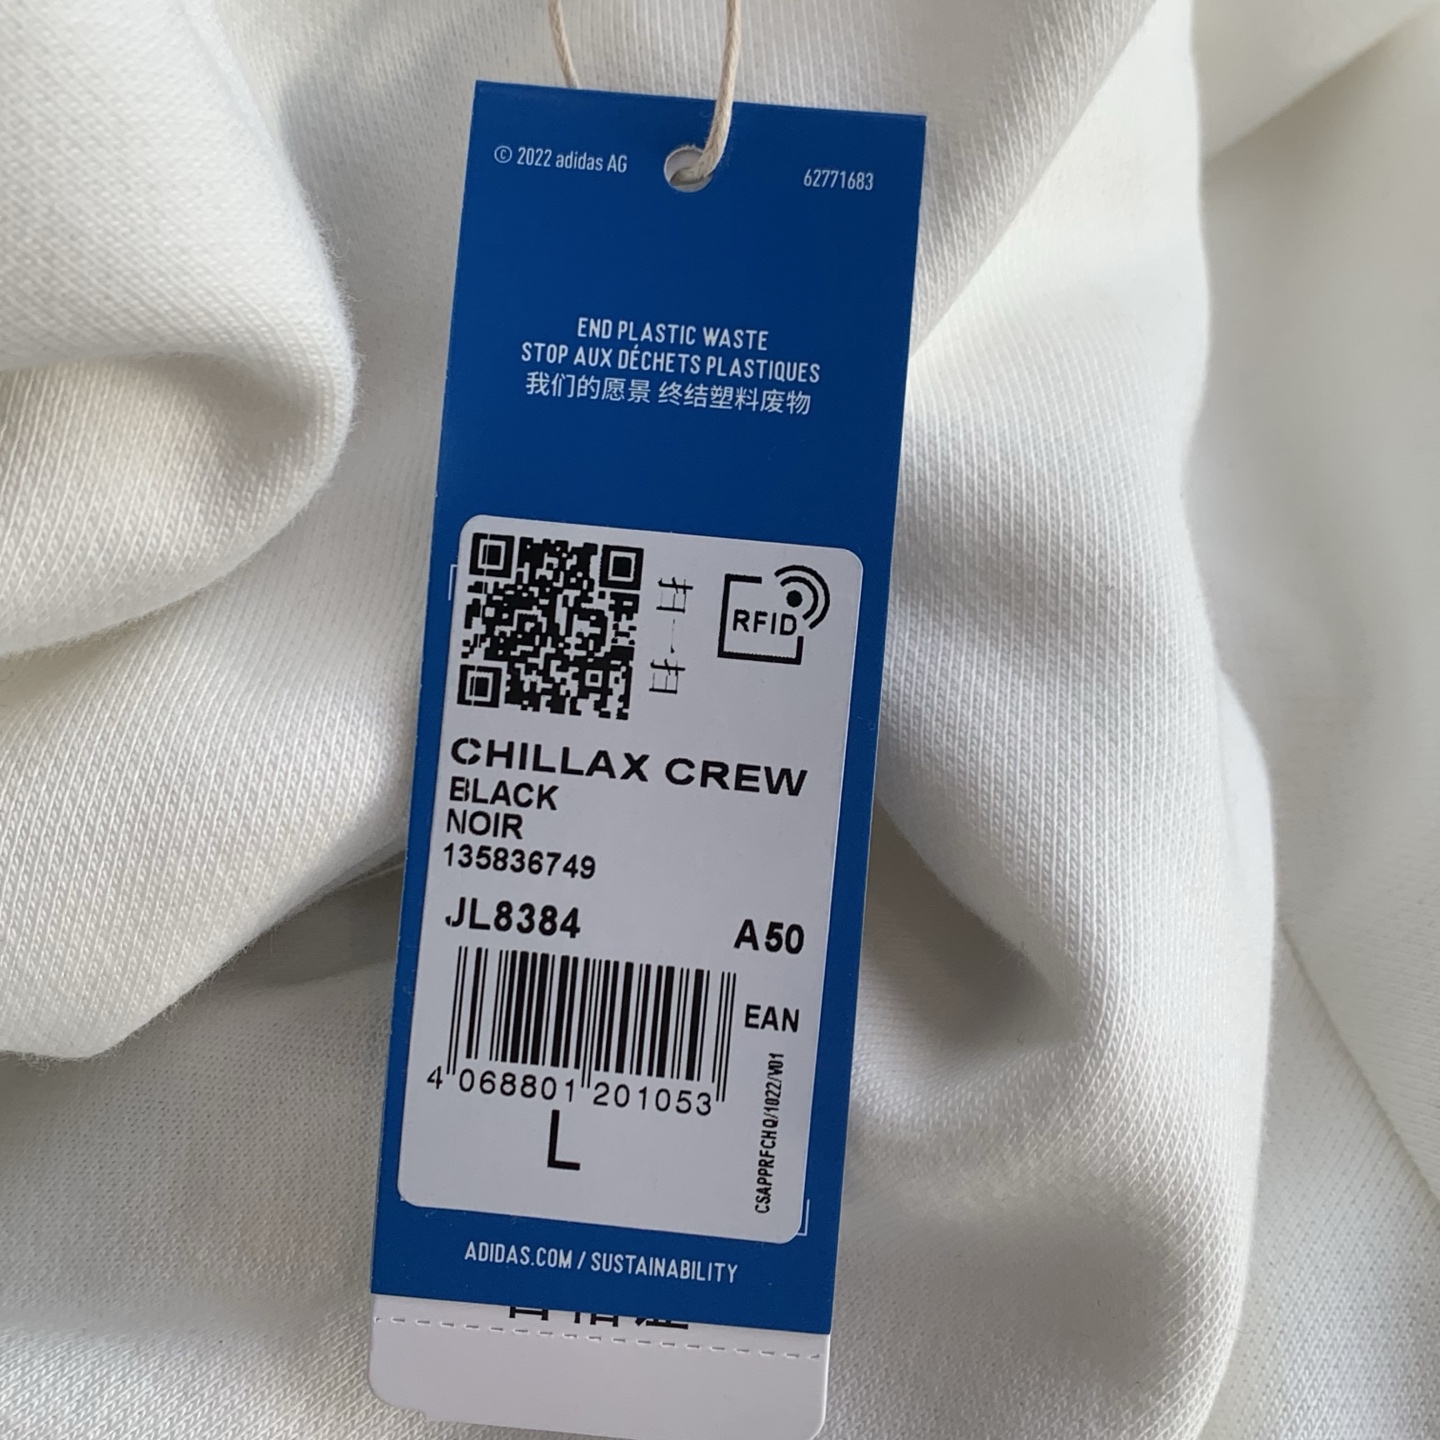 © 2022 adidas AG
62771683
END PLASTIC WASTE
STOP AUX DÉCHETS PLASTIQUES
我们的愿景 终结塑料废物
扫一扫
RFID
CHILLAX CREW
BLACK
NOIR
135836749
JL8384
A50
EAN
4 068801 201053
L
CSAPPRFCHQ/1022/V01
ADIDAS.COM / SUSTAINABILITY